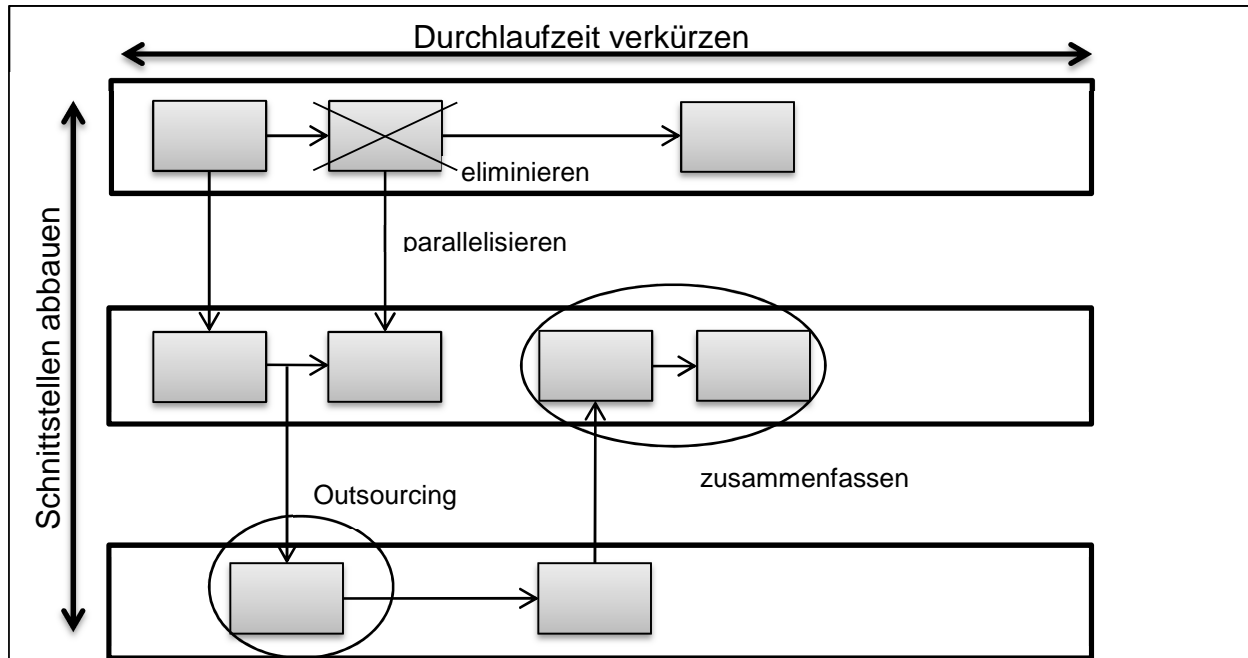 Durchlaufzeit verkürzen
Schnittstellen abbauen
eliminieren
parallelisieren
Outsourcing
zusammenfassen